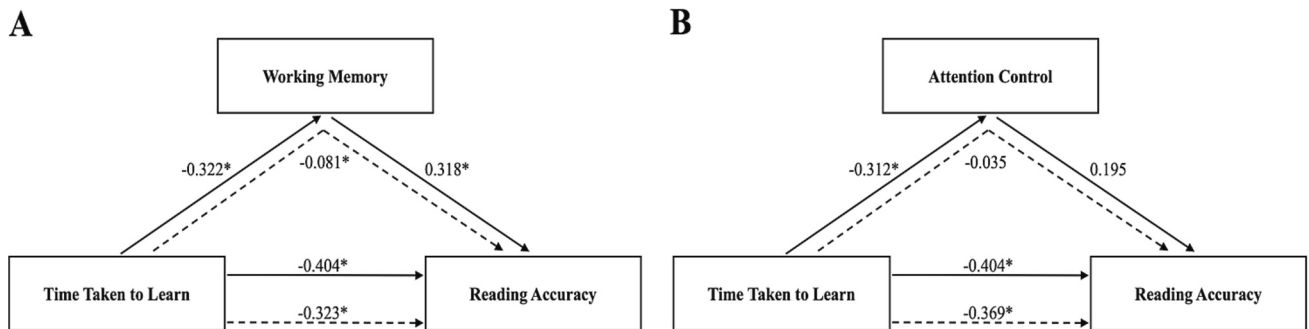 A
Working Memory
-0.322*
-0.081*
0.318*
-0.404*
Time Taken to Learn
Reading Accuracy
-0.323*
B
Attention Control
-0.312*
-0.035
0.195
-0.404*
Time Taken to Learn
Reading Accuracy
-0.369*